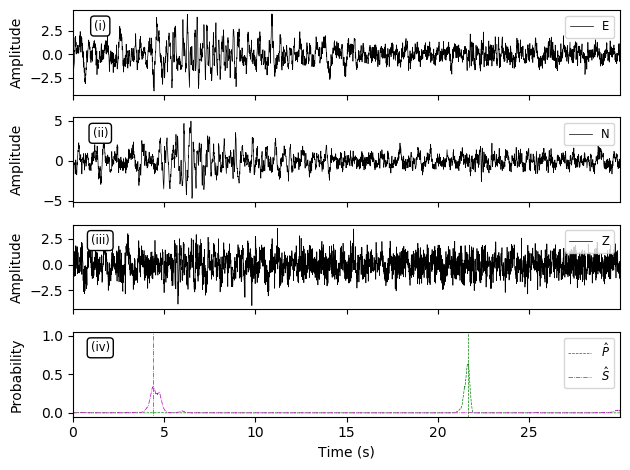 (i)
E
Amplitude
2.5
0.0
−2.5
(ii)
N
Amplitude
5
0
−5
(iii)
Z
Amplitude
2.5
0.0
−2.5
(iv)
P̂
Ŝ
Probability
1.0
0.5
0.0
0 5 10 15 20 25
Time (s)